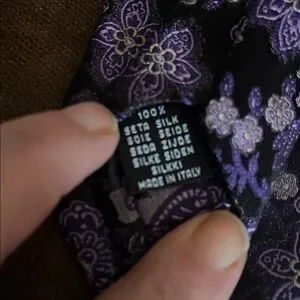 100%
SETA SILK
SOIE SEIDE
SEDA ZIJDE
SILKE SIDEN
SILKKI
MADE IN ITALY